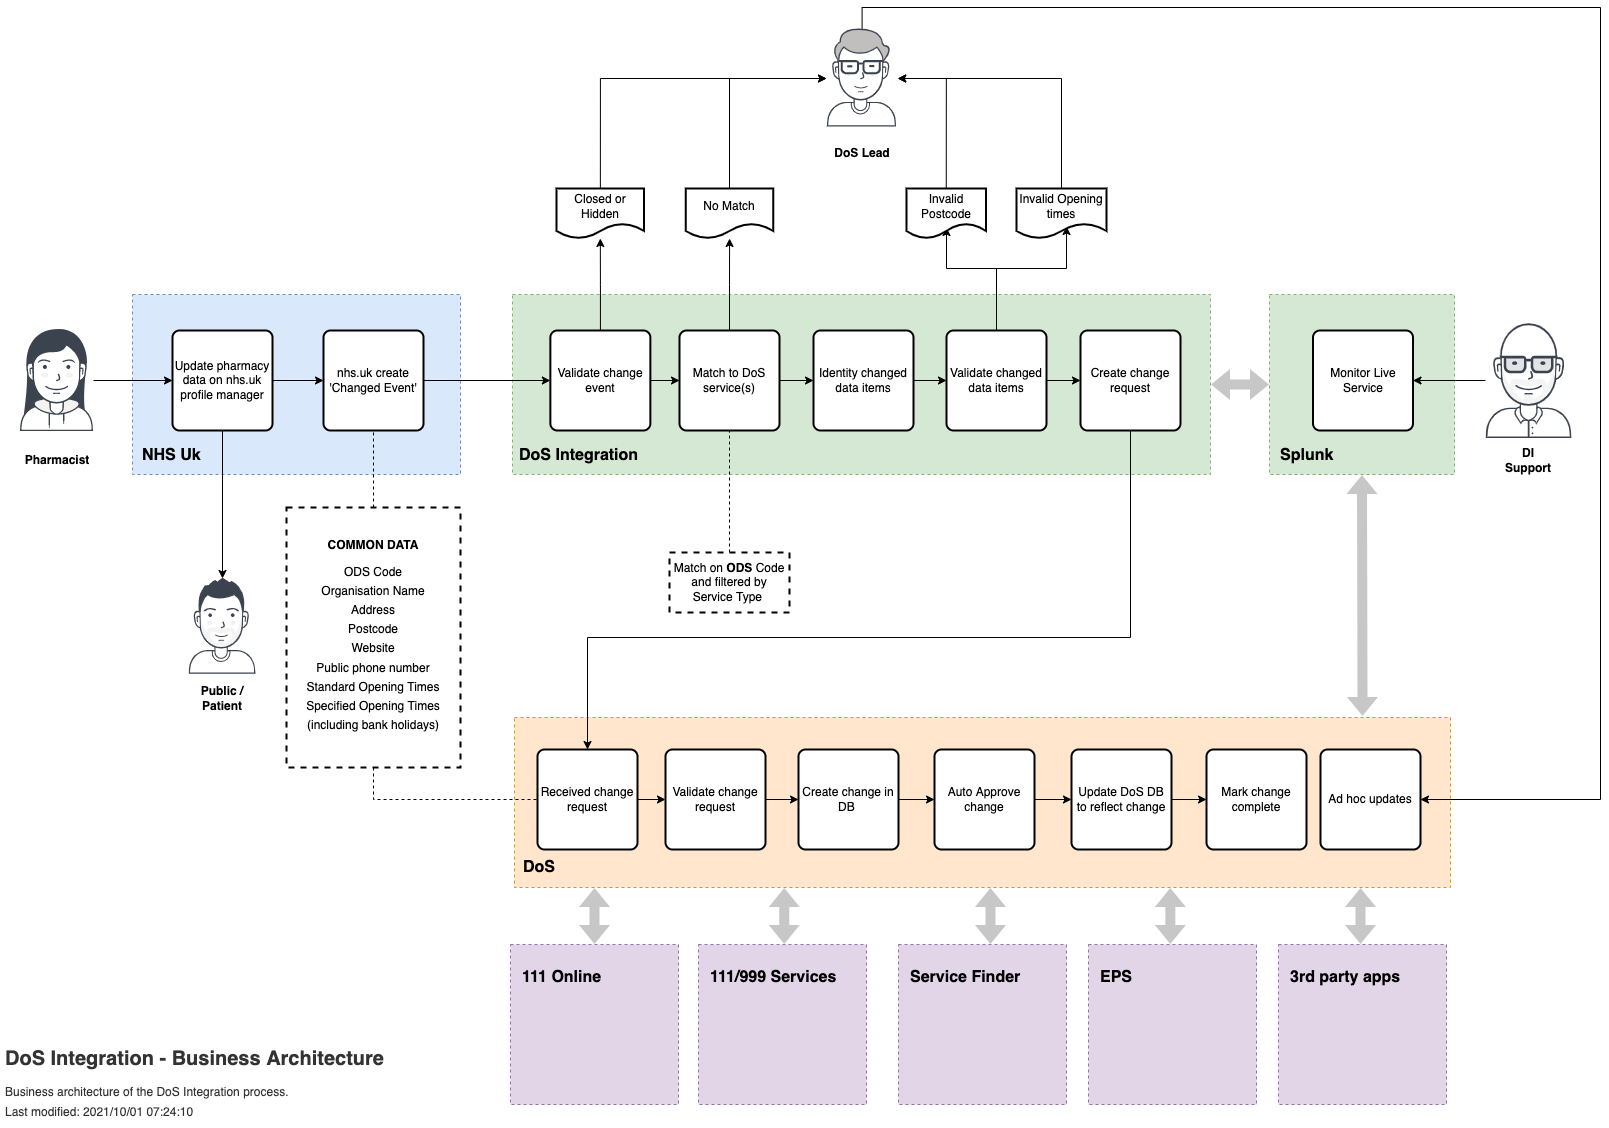 DoS Lead
Closed or
Hidden
No Match
Invalid
Postcode
Invalid Opening
times
Pharmacist
Update pharmacy
data on nhs.uk
profile manager
nhs.uk create
'Changed Event'
NHS Uk
Validate change
event
Match to DoS
service(s)
Identity changed
data items
Validate changed
data items
Create change
request
DoS Integration
Monitor Live
Service
Splunk
DI
Support
Public /
Patient
COMMON DATA
ODS Code
Organisation Name
Address
Postcode
Website
Public phone number
Standard Opening Times
Specified Opening Times
(including bank holidays)
Match on ODS Code
and filtered by
Service Type
Received change
request
Validate change
request
Create change in
DB
Auto Approve
change
Update DoS DB
to reflect change
Mark change
complete
Ad hoc updates
DoS
111 Online
111/999 Services
Service Finder
EPS
3rd party apps
DoS Integration - Business Architecture
Business architecture of the DoS Integration process.
Last modified: 2021/10/01 07:24:10